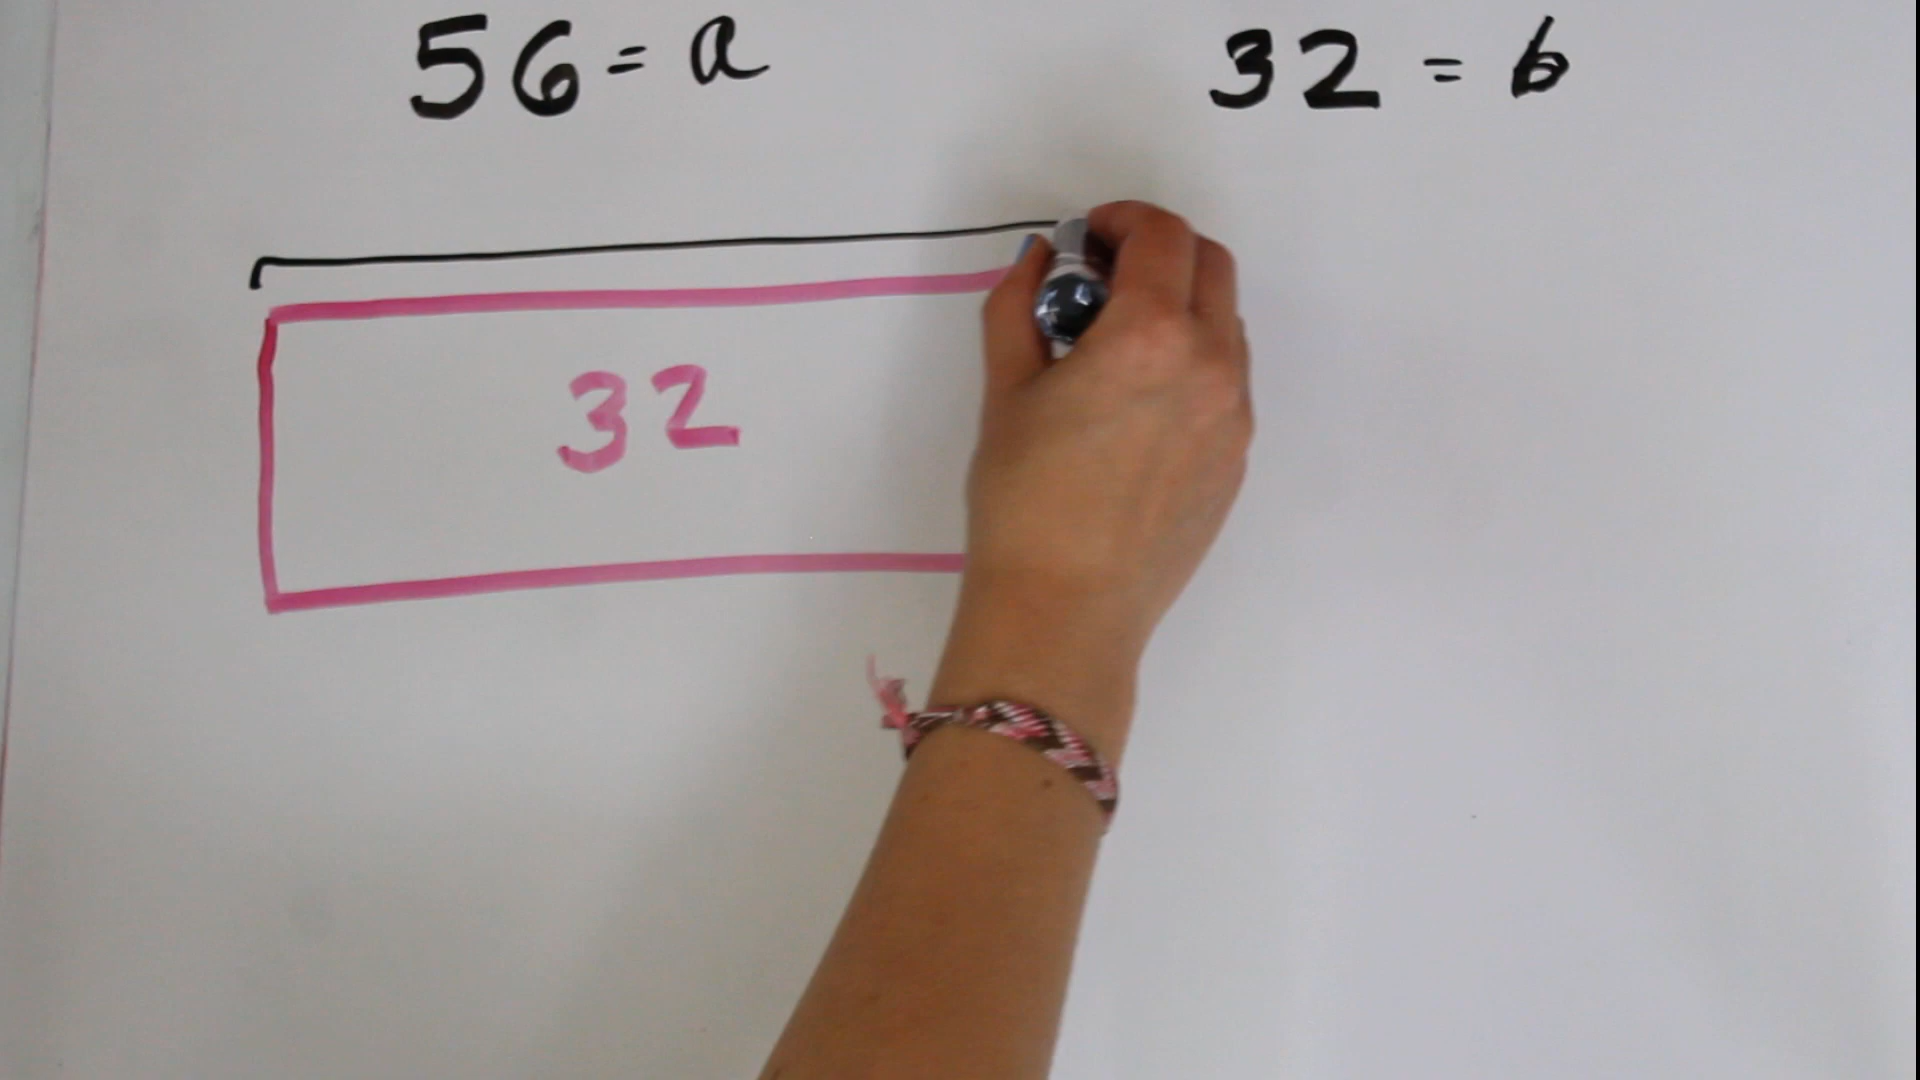 56 = a 32 = b
32